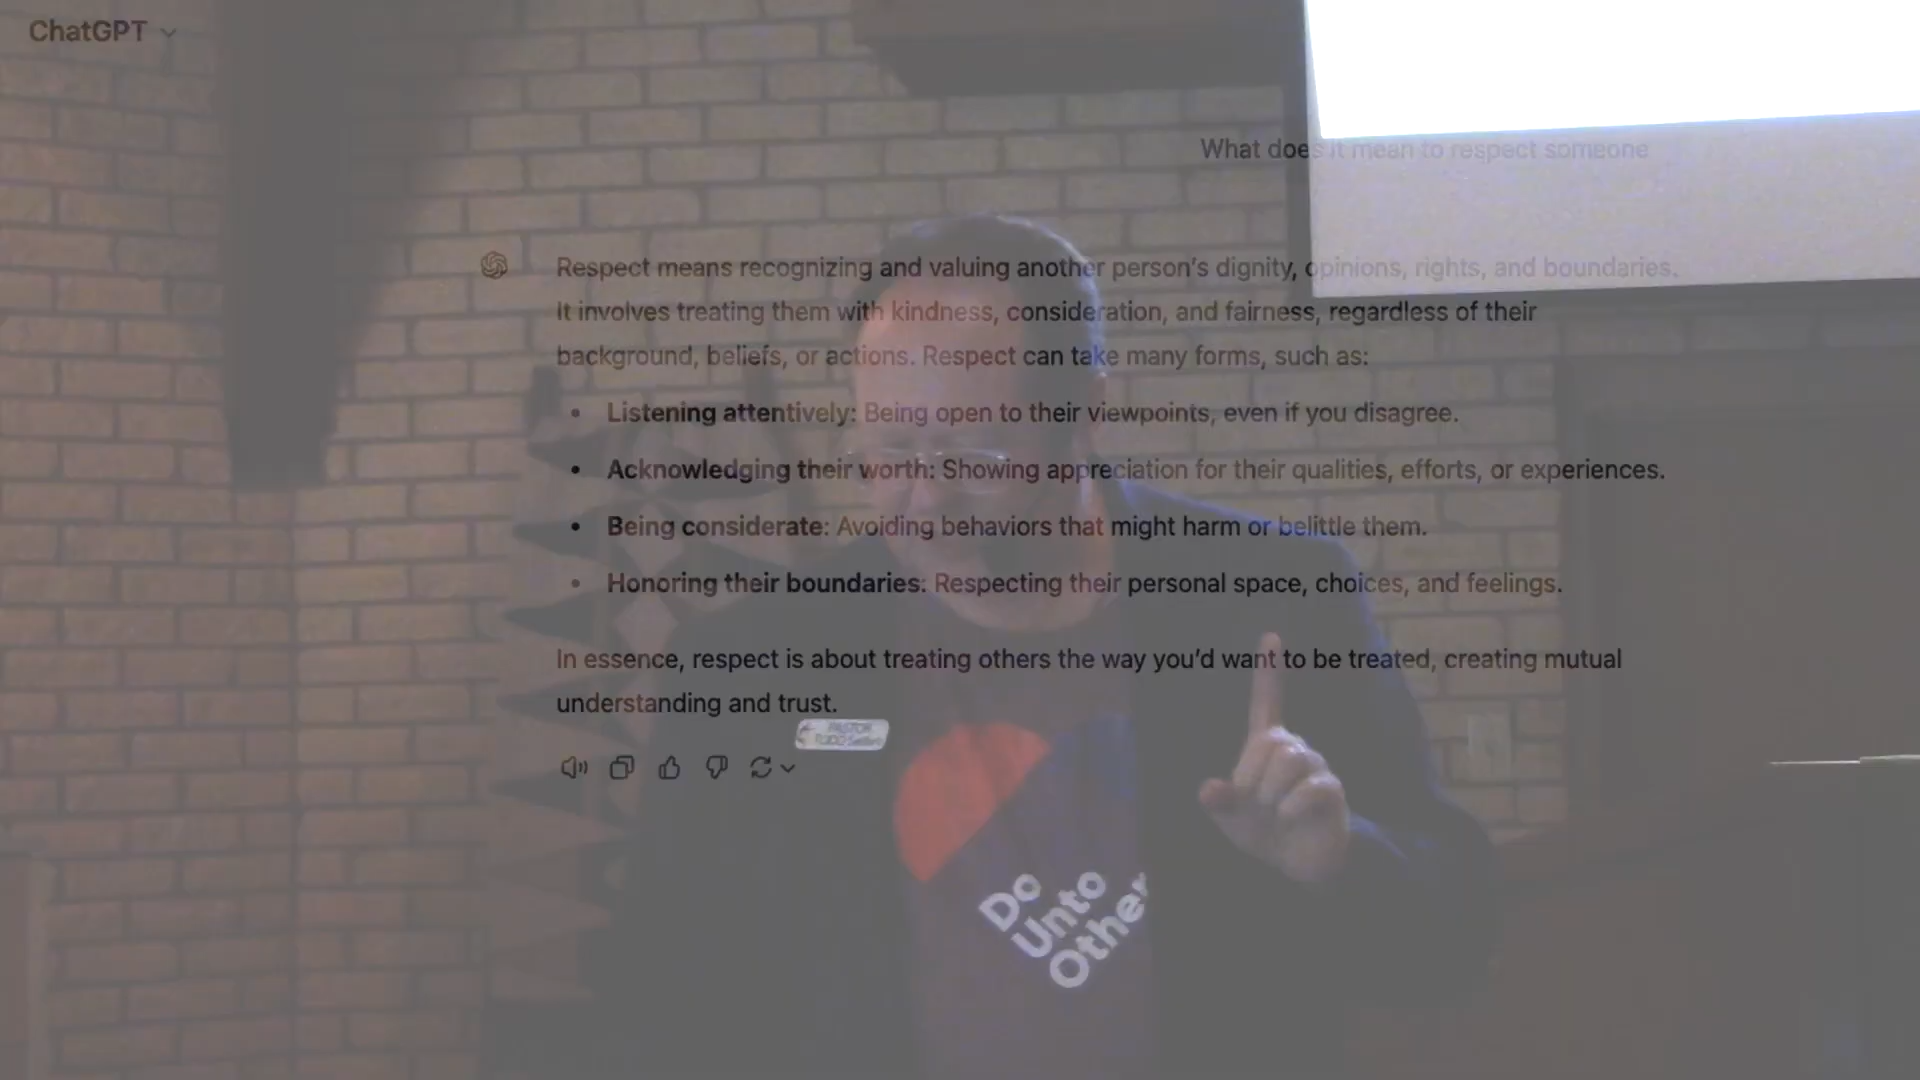 ChatGPT
What does it mean to respect someone
Respect means recognizing and valuing another person's dignity, opinions, rights, and boundaries.
It involves treating them with kindness, consideration, and fairness, regardless of their
background, beliefs, or actions. Respect can take many forms, such as:
• Listening attentively: Being open to their viewpoints, even if you disagree.
• Acknowledging their worth: Showing appreciation for their qualities, efforts, or experiences.
• Being considerate: Avoiding behaviors that might harm or belittle them.
• Honoring their boundaries: Respecting their personal space, choices, and feelings.
In essence, respect is about treating others the way you'd want to be treated, creating mutual
understanding and trust.
PASTOR
TODD
Do
Unto
Other